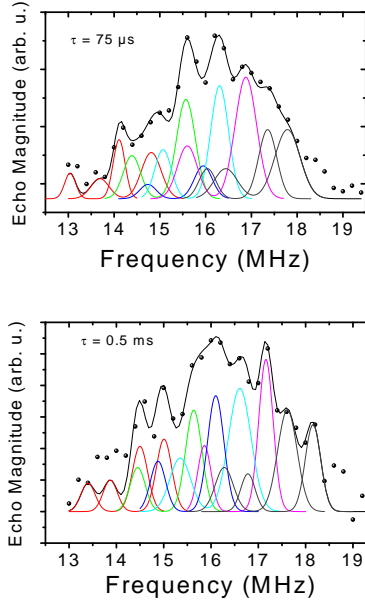 τ = 75 µs
Echo Magnitude (arb. u.)
13 14 15 16 17 18 19
Frequency (MHz)
τ = 0.5 ms
Echo Magnitude (arb. u.)
13 14 15 16 17 18 19
Frequency (MHz)